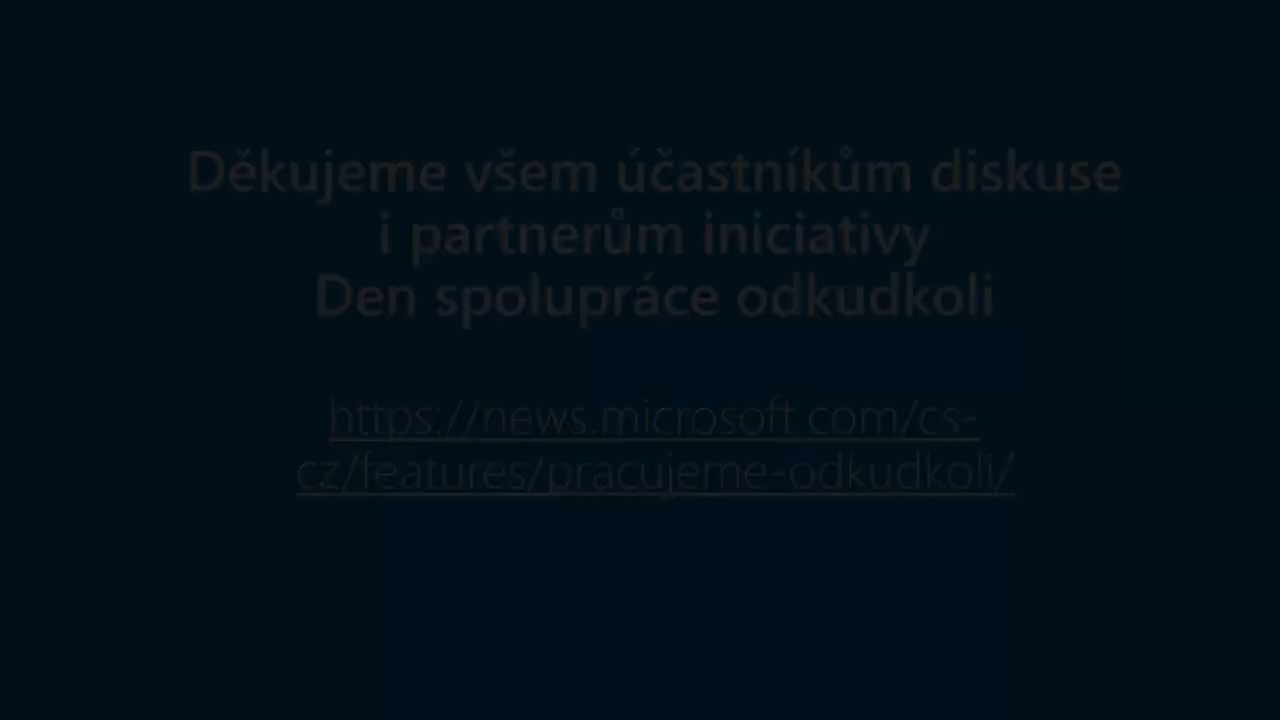 Děkujeme všem účastníkům diskuse
i partnerům iniciativy
Den spolupráce odkudkoli
https://news.microsoft.com/cs-
cz/features/pracujeme-odkudkoli/